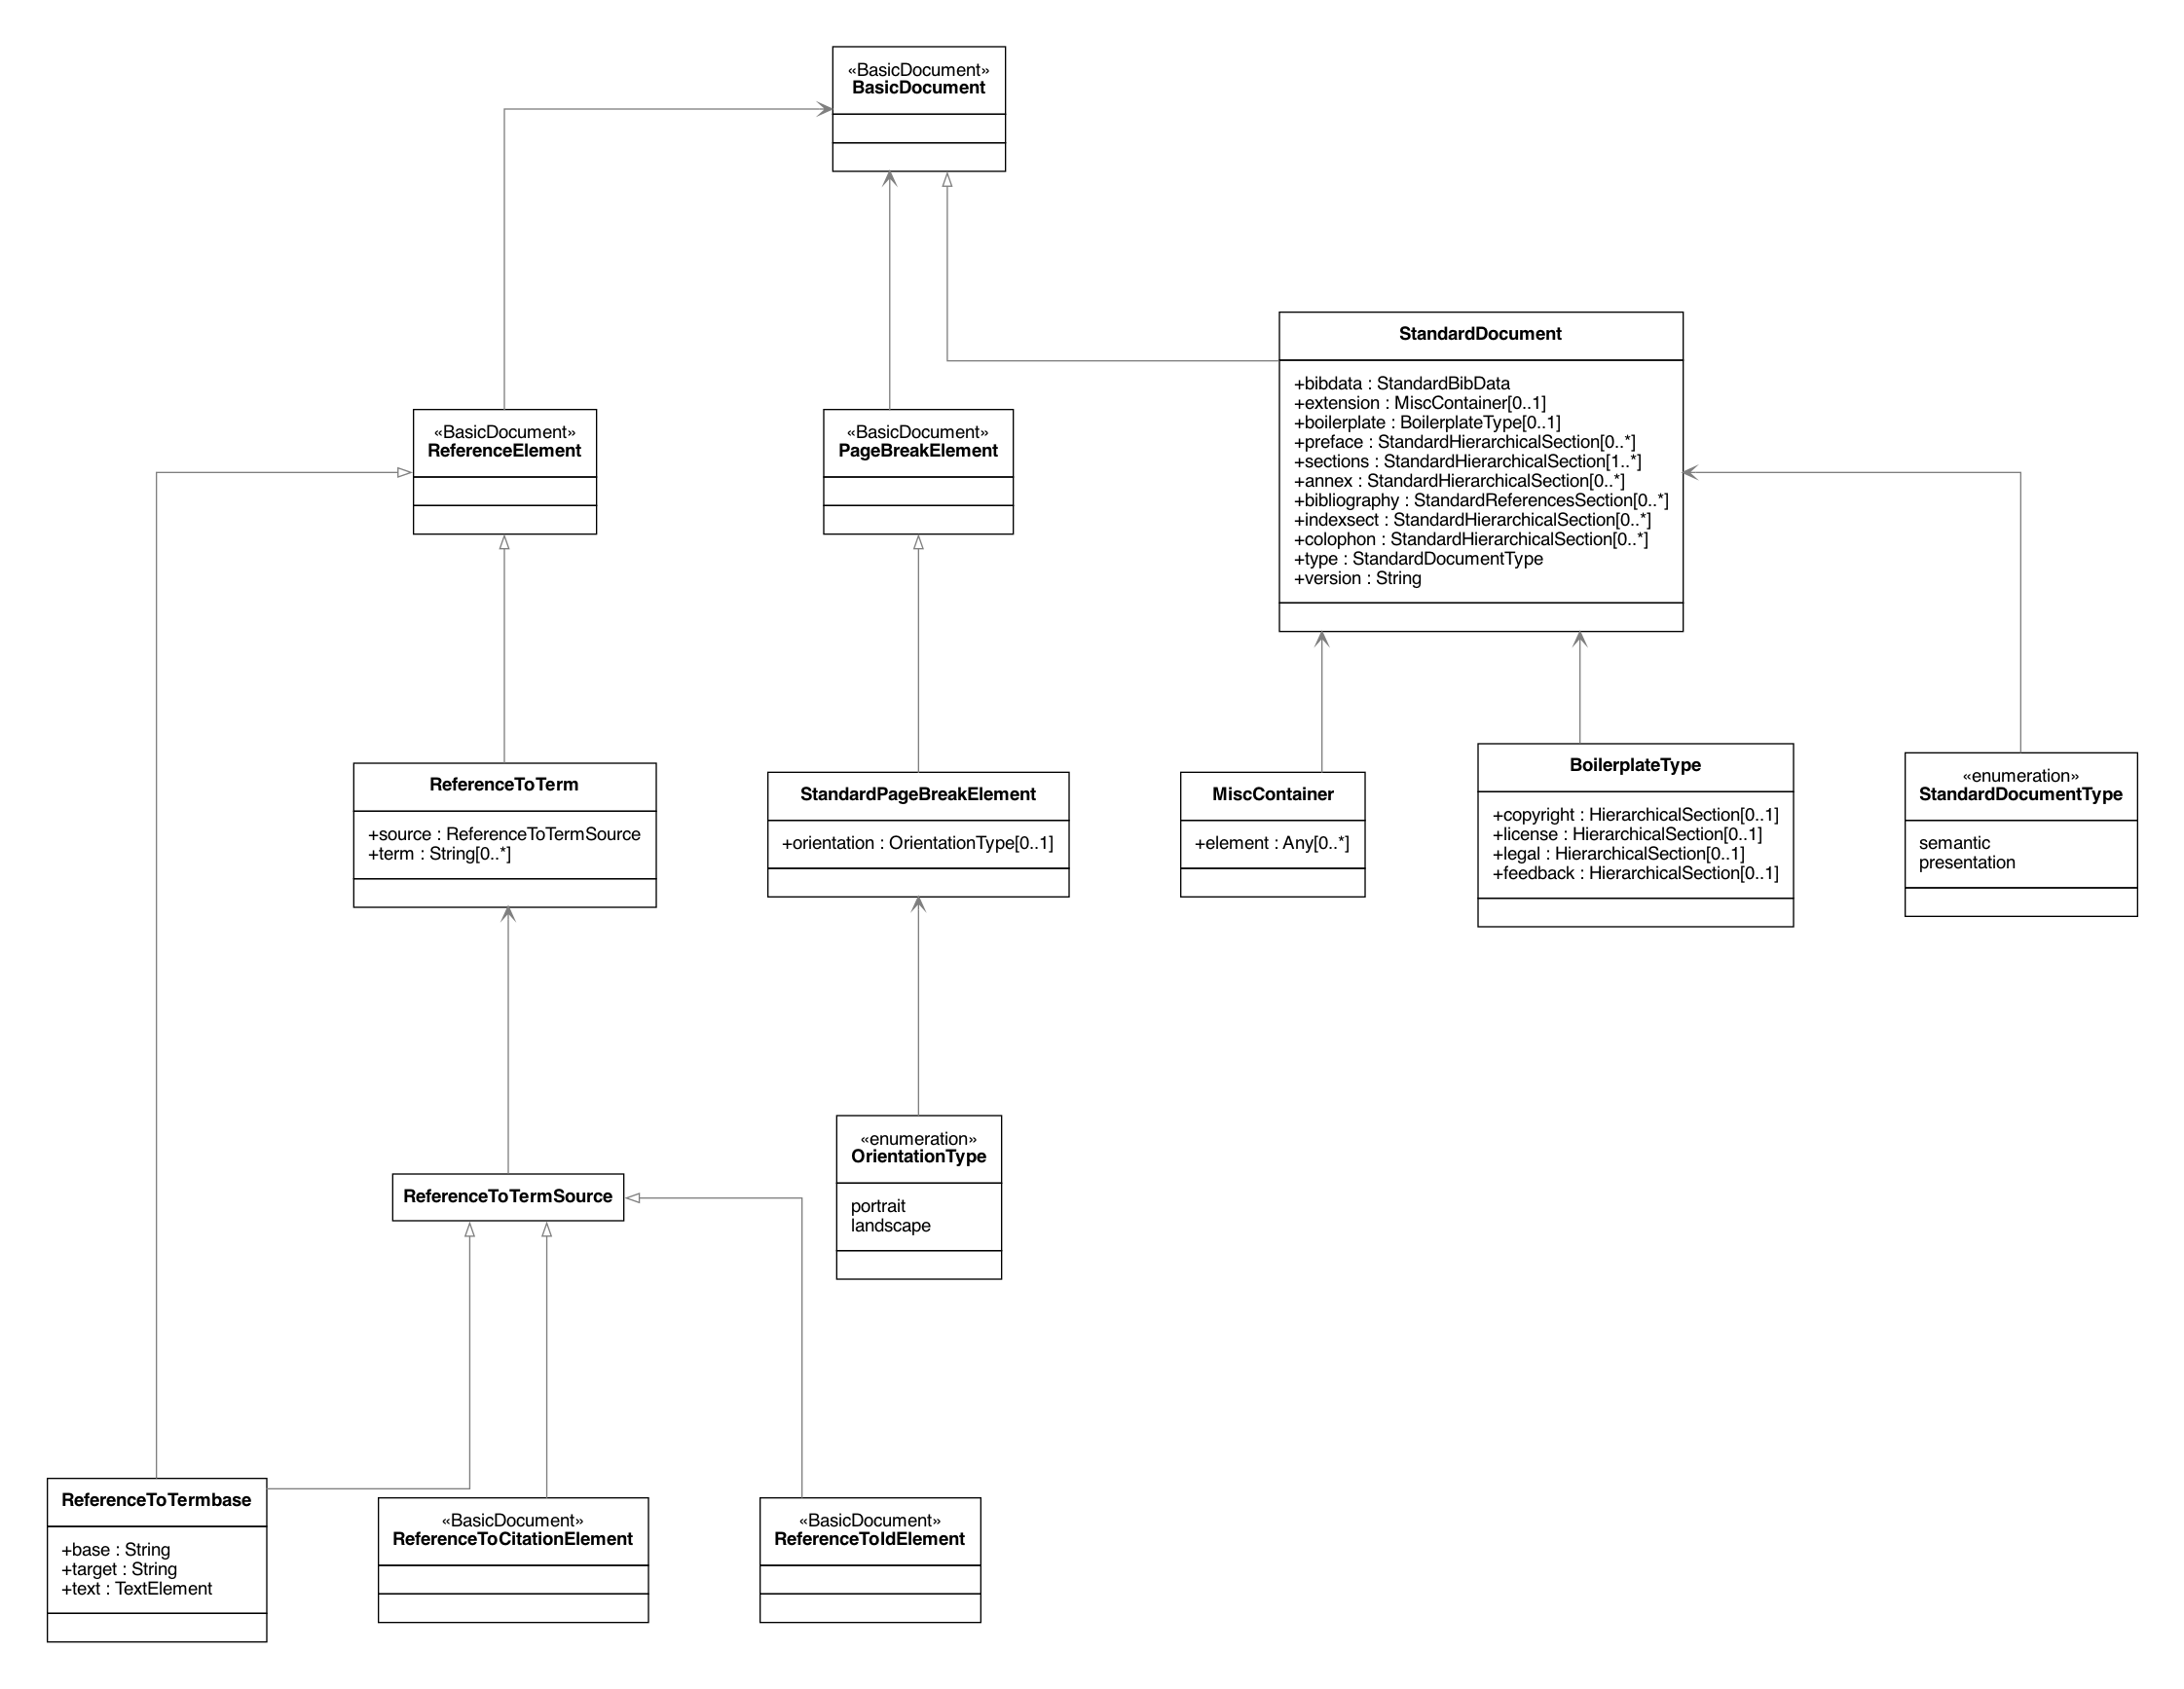 «BasicDocument»
BasicDocument
StandardDocument
+bibdata : StandardBibData
+extension : MiscContainer[0..1]
+boilerplate : BoilerplateType[0..1]
+preface : StandardHierarchicalSection[0..*]
+sections : StandardHierarchicalSection[1..*]
+annex : StandardHierarchicalSection[0..*]
+bibliography : StandardReferencesSection[0..*]
+indexsect : StandardHierarchicalSection[0..*]
+colophon : StandardHierarchicalSection[0..*]
+type : StandardDocumentType
+version : String
«BasicDocument»
ReferenceElement
«BasicDocument»
PageBreakElement
ReferenceToTerm
+source : ReferenceToTermSource
+term : String[0..*]
StandardPageBreakElement
+orientation : OrientationType[0..1]
MiscContainer
+element : Any[0..*]
BoilerplateType
+copyright : HierarchicalSection[0..1]
+license : HierarchicalSection[0..1]
+legal : HierarchicalSection[0..1]
+feedback : HierarchicalSection[0..1]
«enumeration»
StandardDocumentType
semantic
presentation
ReferenceToTermSource
«enumeration»
OrientationType
portrait
landscape
ReferenceToTermbase
+base : String
+target : String
+text : TextElement
«BasicDocument»
ReferenceToCitationElement
«BasicDocument»
ReferenceToIdElement